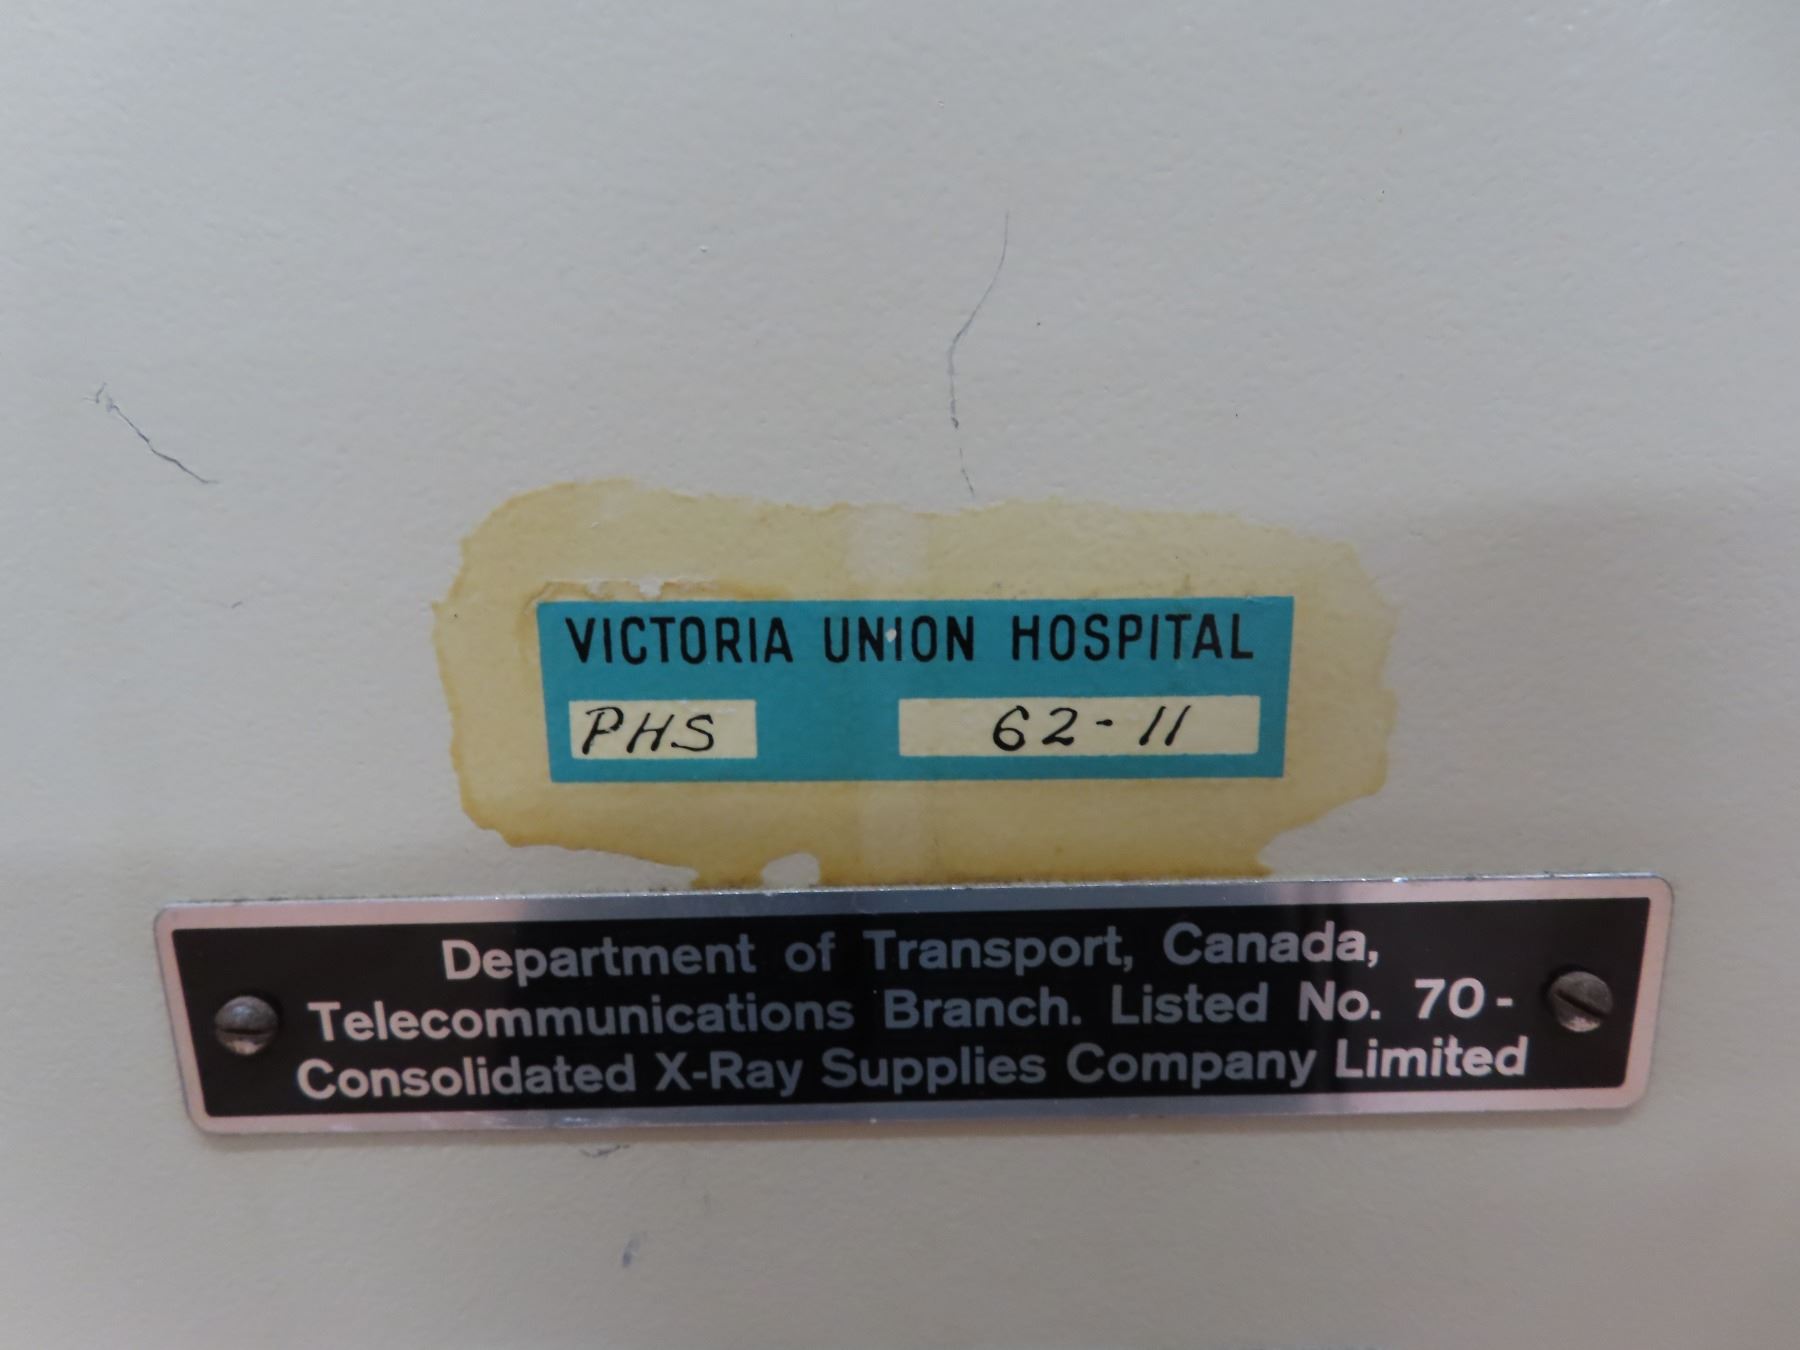 VICTORIA UNION HOSPITAL
PHS 62-11
Department of Transport, Canada,
Telecommunications Branch. Listed No. 70-
Consolidated X-Ray Supplies Company Limited